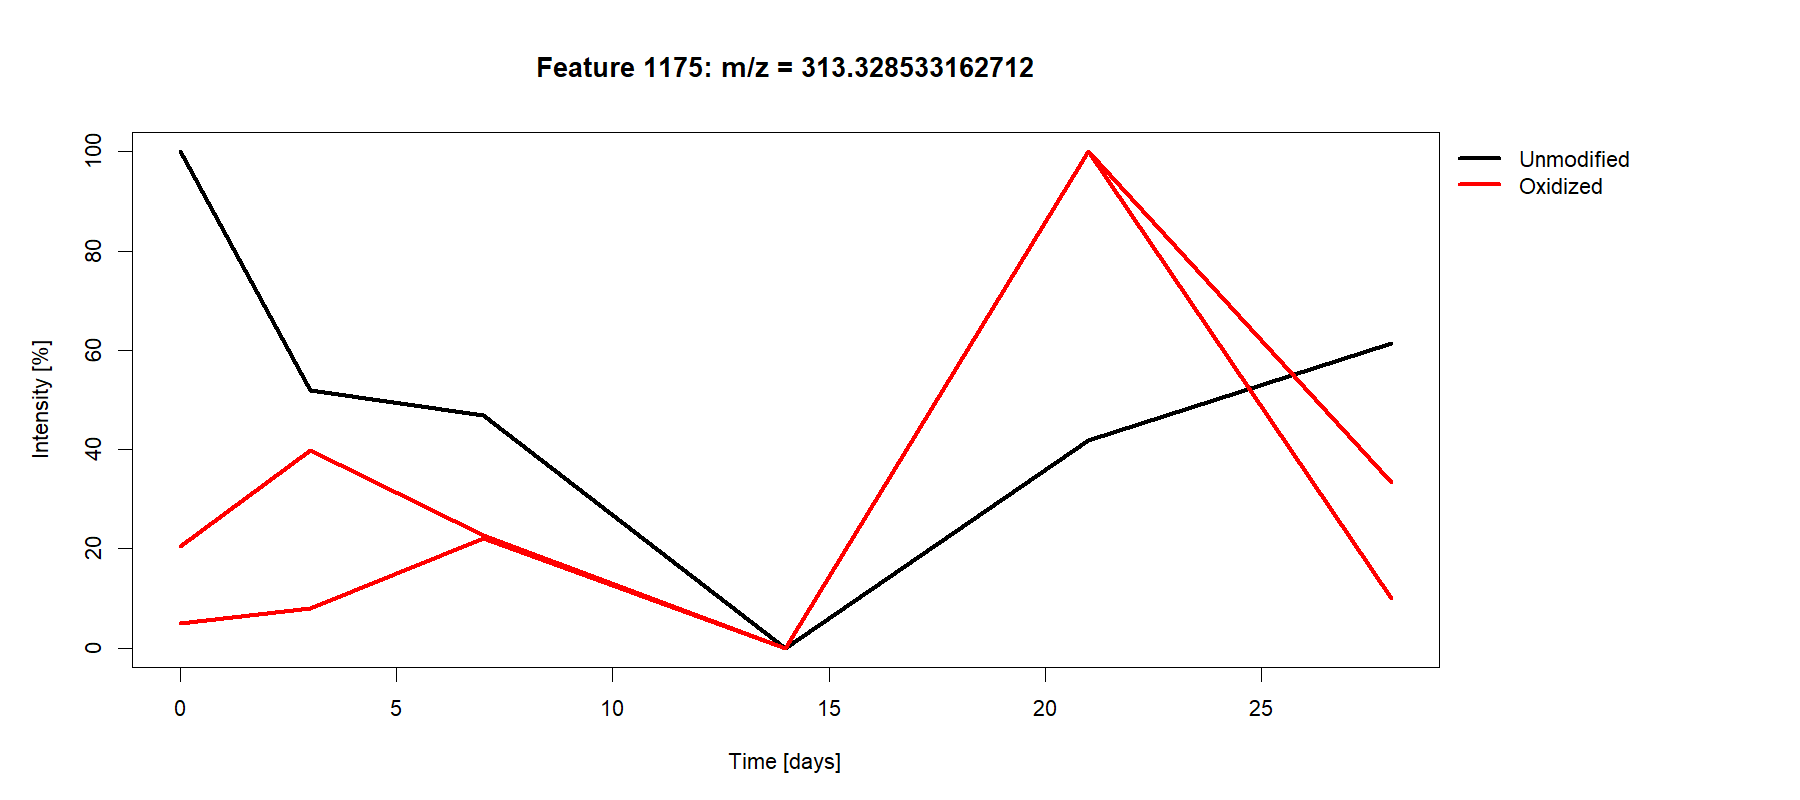 Feature 1175: m/z = 313.328533162712
100
80
60
40
20
0
Intensity [%]
Unmodified
Oxidized
0 5 10 15 20 25
Time [days]